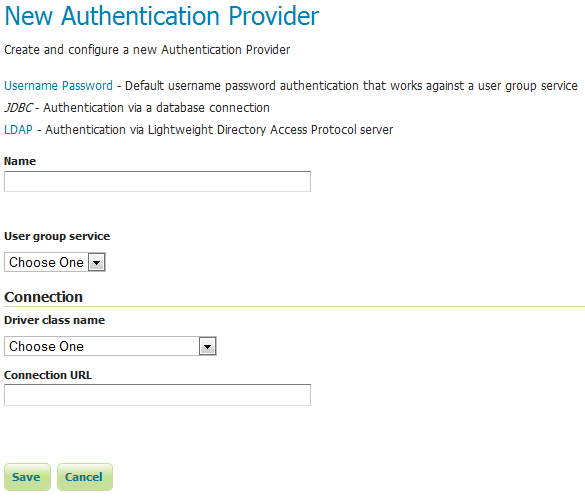 New Authentication Provider
Create and configure a new Authentication Provider
Username Password - Default username password authentication that works against a user group service
JDBC - Authentication via a database connection
LDAP - Authentication via Lightweight Directory Access Protocol server
Name
User group service
Choose One
Connection
Driver class name
Choose One
Connection URL
Save Cancel